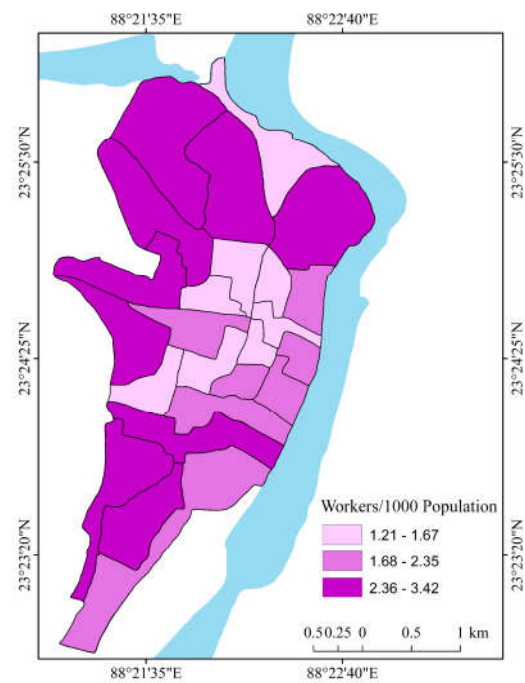 88°21'35"E 88°22'40"E
23°25'30"N 23°25'30"N
23°24'25"N 23°24'25"N
23°23'20"N 23°23'20"N
Workers/1000 Population
1.21 - 1.67
1.68 - 2.35
2.36 - 3.42
0.5 0.25 0 0.5 1 km
88°21'35"E 88°22'40"E